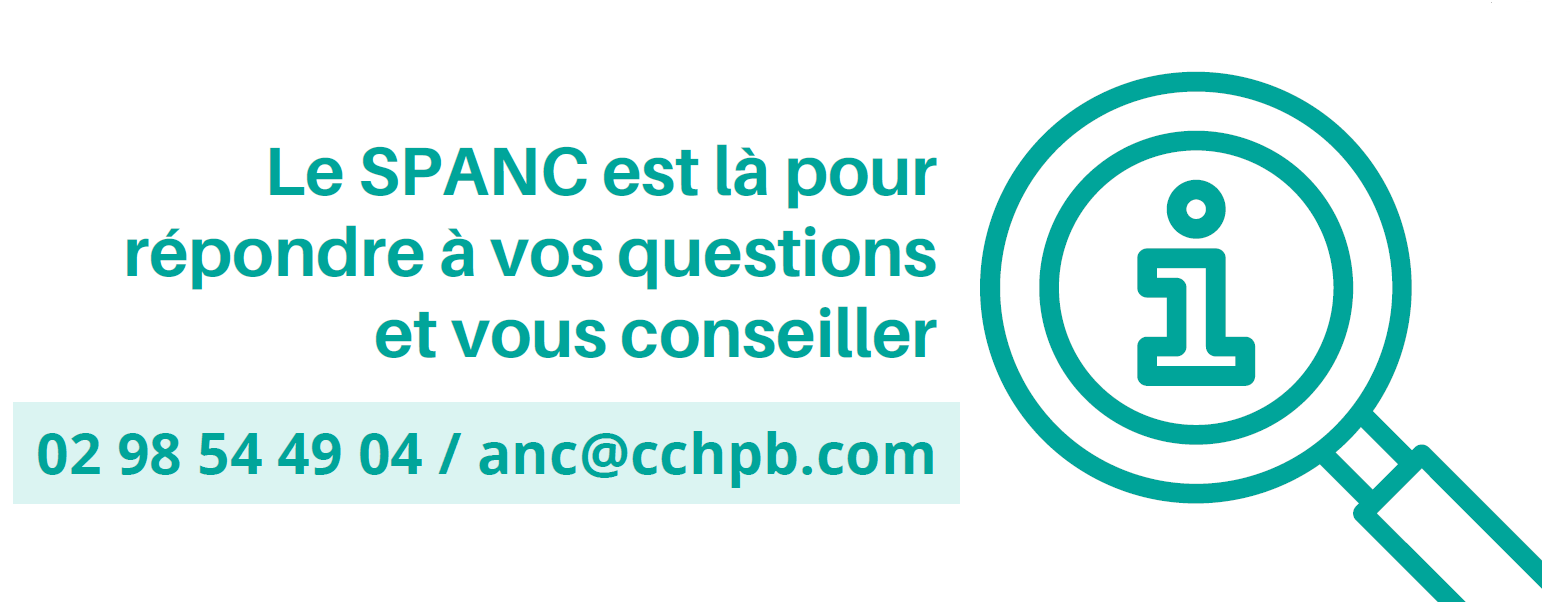 Le SPANC est là pour
répondre à vos questions
et vous conseiller
02 98 54 49 04 / anc@cchpb.com